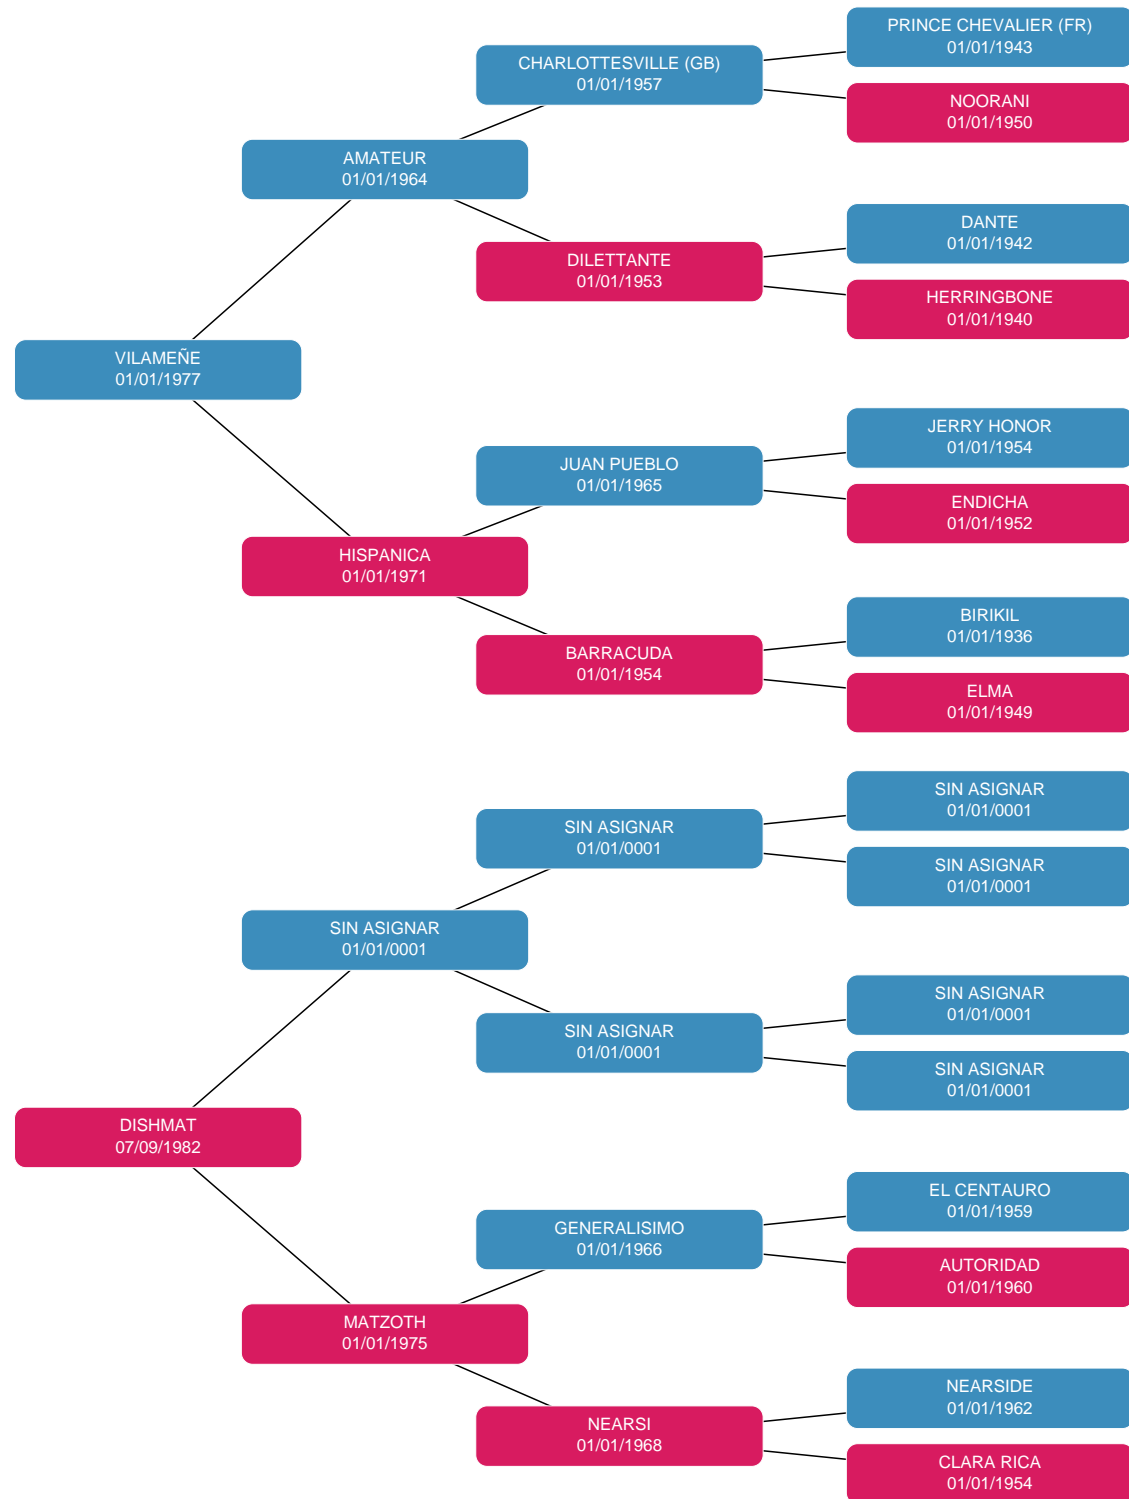 PRINCE CHEVALIER (FR)
01/01/1943
CHARLOTTESVILLE (GB)
01/01/1957
NOORANI
01/01/1950
AMATEUR
01/01/1964
DANTE
01/01/1942
DILETTANTE
01/01/1953
HERRINGBONE
01/01/1940
VILAMEÑE
01/01/1977
JERRY HONOR
01/01/1954
JUAN PUEBLO
01/01/1965
ENDICHA
01/01/1952
HISPANICA
01/01/1971
BIRIKIL
01/01/1936
BARRACUDA
01/01/1954
ELMA
01/01/1949
SIN ASIGNAR
01/01/0001
SIN ASIGNAR
01/01/0001
SIN ASIGNAR
01/01/0001
SIN ASIGNAR
01/01/0001
SIN ASIGNAR
01/01/0001
SIN ASIGNAR
01/01/0001
SIN ASIGNAR
01/01/0001
DISHMAT
07/09/1982
EL CENTAURO
01/01/1959
GENERALISIMO
01/01/1966
AUTORIDAD
01/01/1960
MATZOTH
01/01/1975
NEARSIDE
01/01/1962
NEARSI
01/01/1968
CLARA RICA
01/01/1954